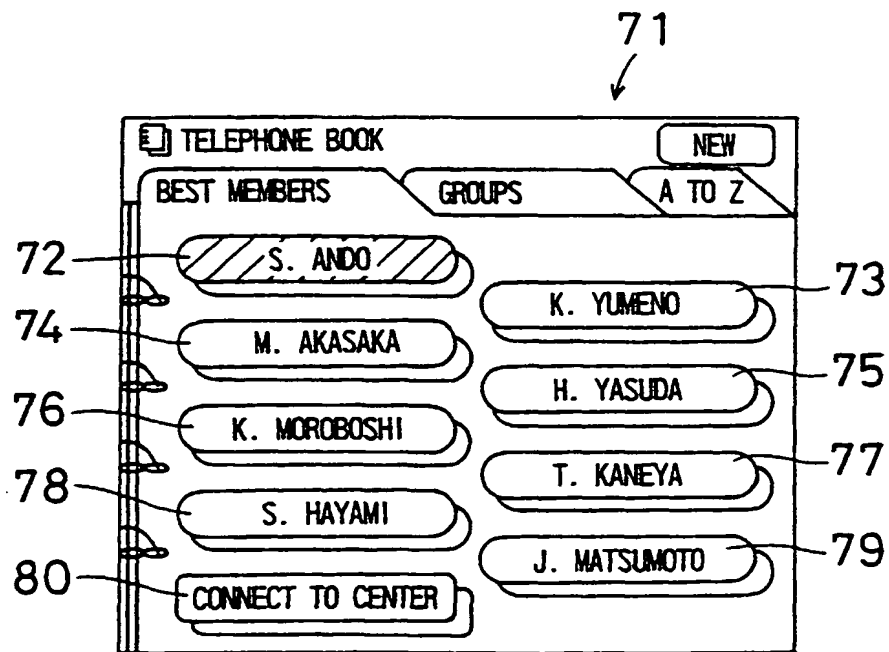 71
TELEPHONE BOOK NEW
BEST MEMBERS GROUPS A TO Z
72 S. ANDO
K. YUMENO 73
74 M. AKASAKA
H. YASUDA 75
76 K. MOROBOSHI
T. KANEYA 77
78 S. HAYAMI
J. MATSUMOTO 79
80 CONNECT TO CENTER